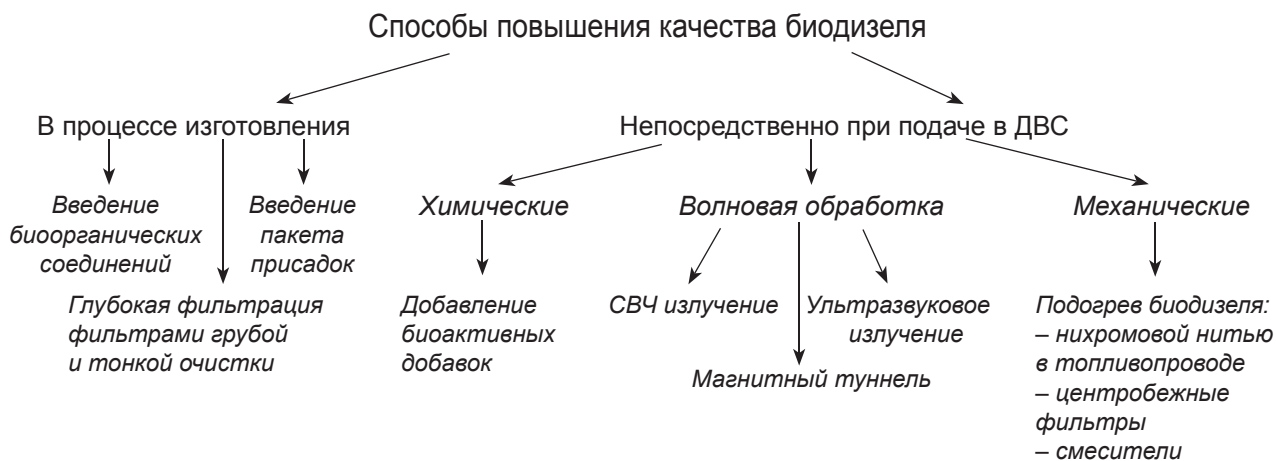 Способы повышения качества биодизеля
В процессе изготовления
Непосредственно при подаче в ДВС
Введение
биоорганических
соединений
Введение
пакета
присадок
Глубокая фильтрация
фильтрами грубой
и тонкой очистки
Химические
Волновая обработка
Механические
Добавление
биоактивных
добавок
СВЧ излучение
Ультразвуковое
излучение
Магнитный туннель
Подогрев биодизеля:
– нихромовой нитью
в топливопроводе
– центробежные
фильтры
– смесители